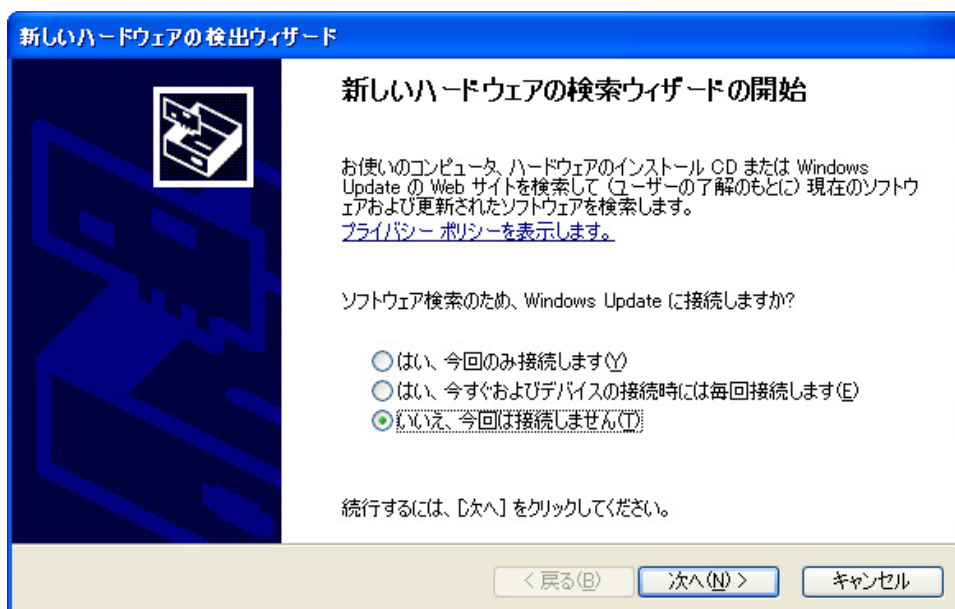 新しいハードウェアの検出ウィザード
新しいハードウェアの検索ウィザードの開始
お使いのコンピュータ、ハードウェアのインストール CD または Windows
Update の Web サイトを検索して (ユーザーの了解のもとに) 現在のソフトウ
ェアおよび更新されたソフトウェアを検索します。
プライバシー ポリシーを表示します。
ソフトウェア検索のため、Windows Update に接続しますか?
はい、今回のみ接続します(Y)
はい、今すぐおよびデバイスの接続時には毎回接続します(E)
いいえ、今回は接続しません(T)
続行するには、[次へ] をクリックしてください。
< 戻る(B)
次へ(N) >
キャンセル